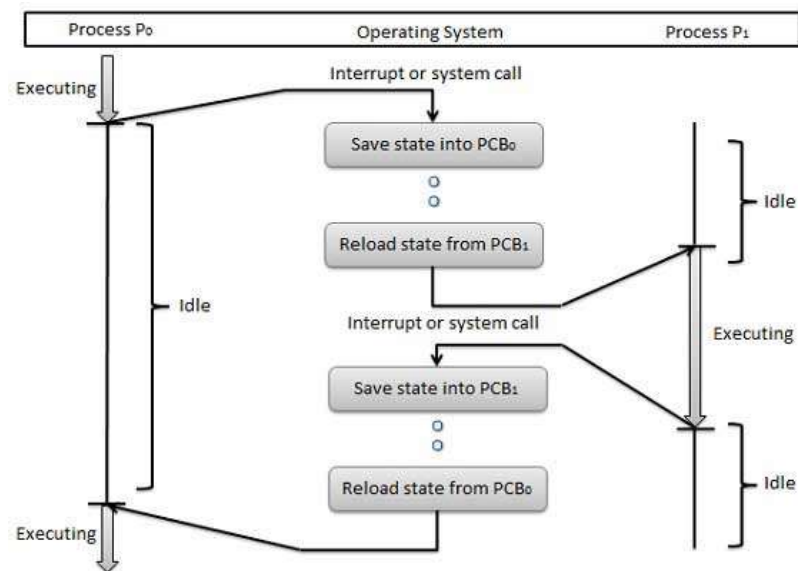 Process P₀ Operating System Process P₁
Interrupt or system call
Executing
Save state into PCB₀
Idle
Reload state from PCB₁
Idle
Interrupt or system call
Executing
Save state into PCB₁
Reload state from PCB₀
Idle
Executing